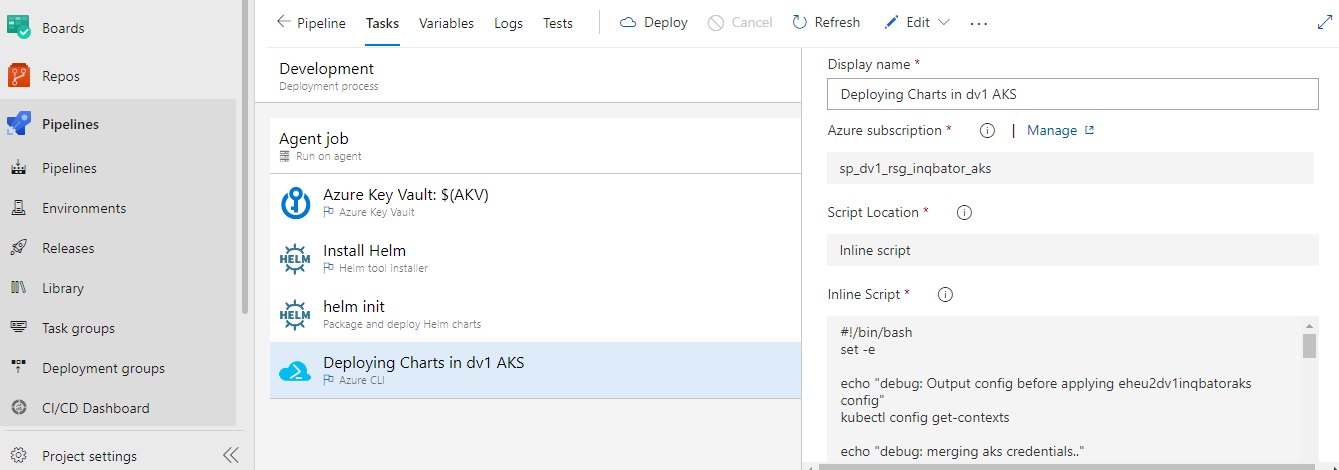 Boards
Repos
Pipelines
Pipelines
Environments
Releases
Library
Task groups
Deployment groups
CI/CD Dashboard
Project settings
Pipeline Tasks Variables Logs Tests Deploy Cancel Refresh Edit ...
Development
Deployment process
Agent job
Run on agent
Azure Key Vault: $(AKV)
Azure Key Vault
HELM
Install Helm
Helm tool installer
HELM
helm init
Package and deploy Helm charts
Deploying Charts in dv1 AKS
Azure CLI
Display name *
Deploying Charts in dv1 AKS
Azure subscription * | Manage
sp_dv1_rsg_inqbator_aks
Script Location *
Inline script
Inline Script *
#!/bin/bash
set -e
echo "debug: Output config before applying eheu2dv1inqbatoraks
config"
kubectl config get-contexts
echo "debug: merging aks credentials.."